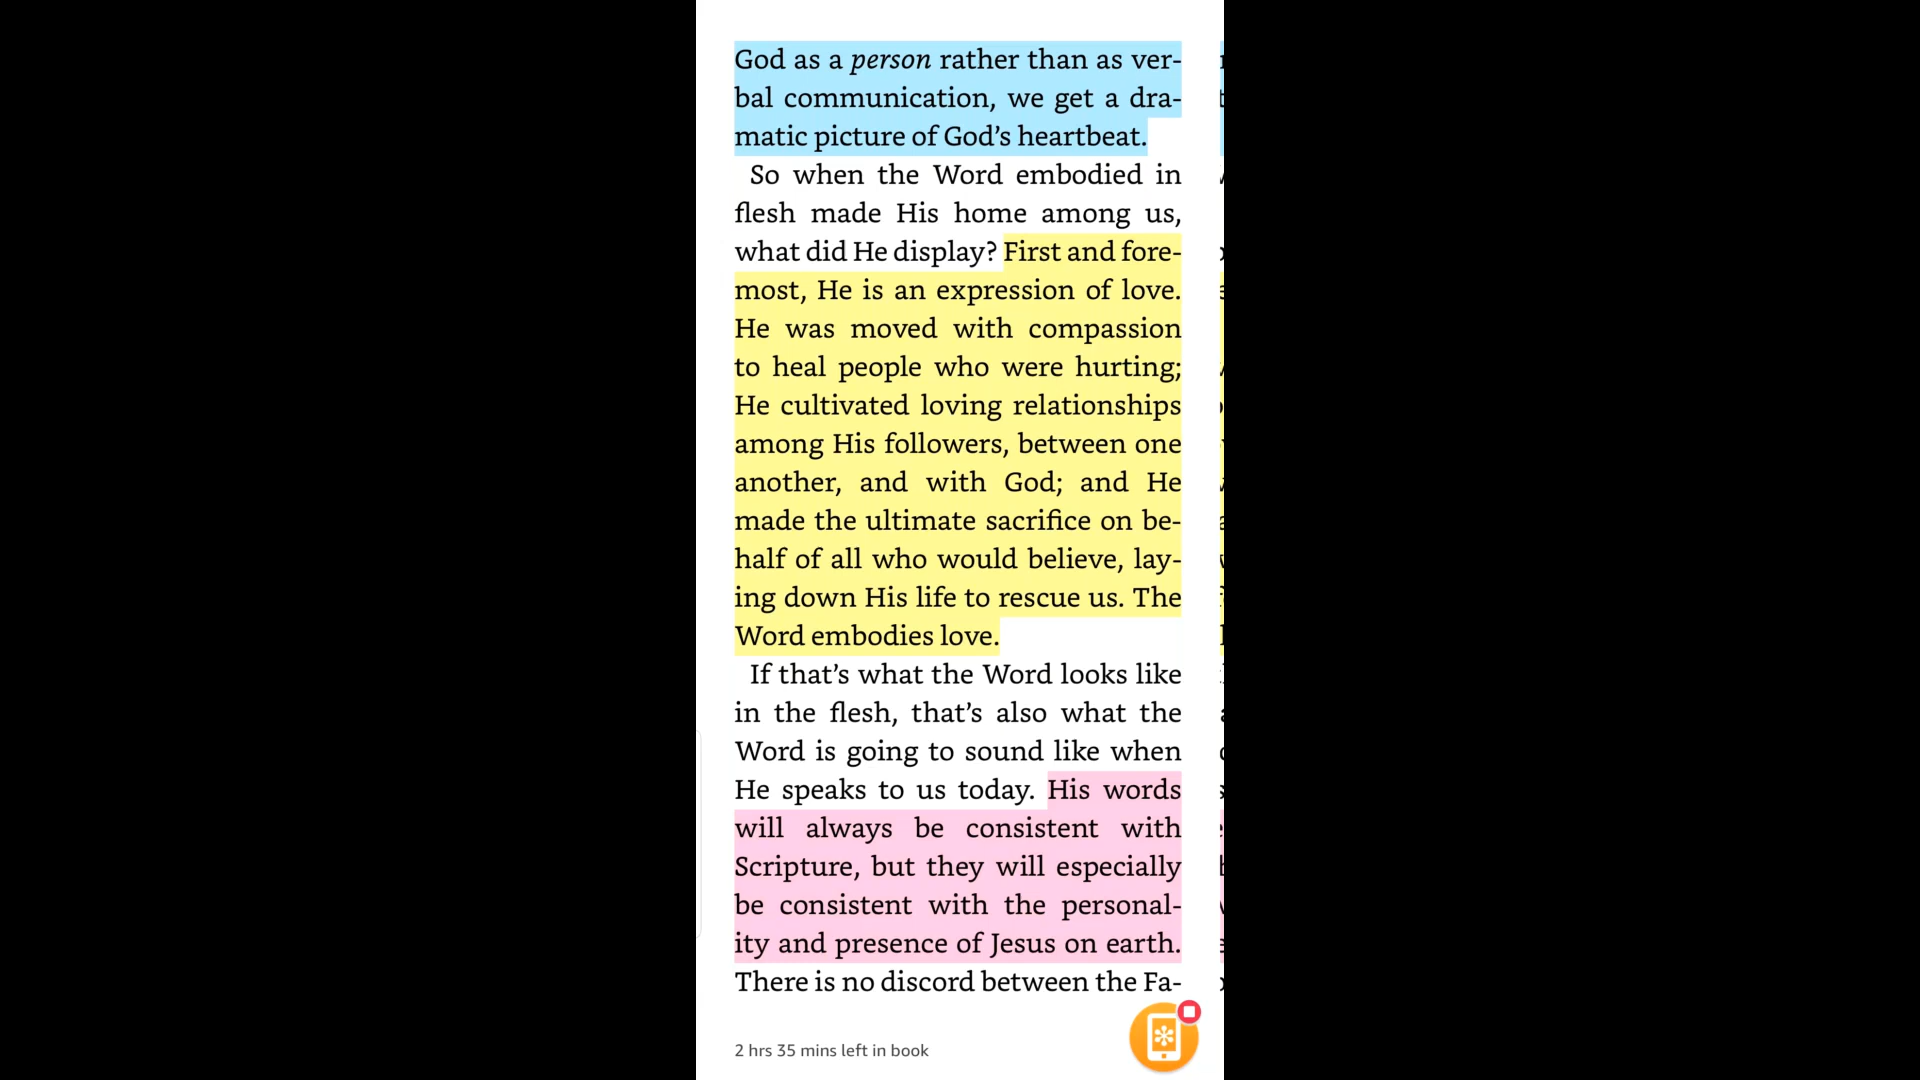 God as a person rather than as ver-
bal communication, we get a dra-
matic picture of God’s heartbeat.
So when the Word embodied in
flesh made His home among us,
what did He display? First and fore-
most, He is an expression of love.
He was moved with compassion
to heal people who were hurting;
He cultivated loving relationships
among His followers, between one
another, and with God; and He
made the ultimate sacrifice on be-
half of all who would believe, lay-
ing down His life to rescue us. The
Word embodies love.
If that’s what the Word looks like
in the flesh, that’s also what the
Word is going to sound like when
He speaks to us today. His words
will always be consistent with
Scripture, but they will especially
be consistent with the personal-
ity and presence of Jesus on earth.
There is no discord between the Fa-
2 hrs 35 mins left in book